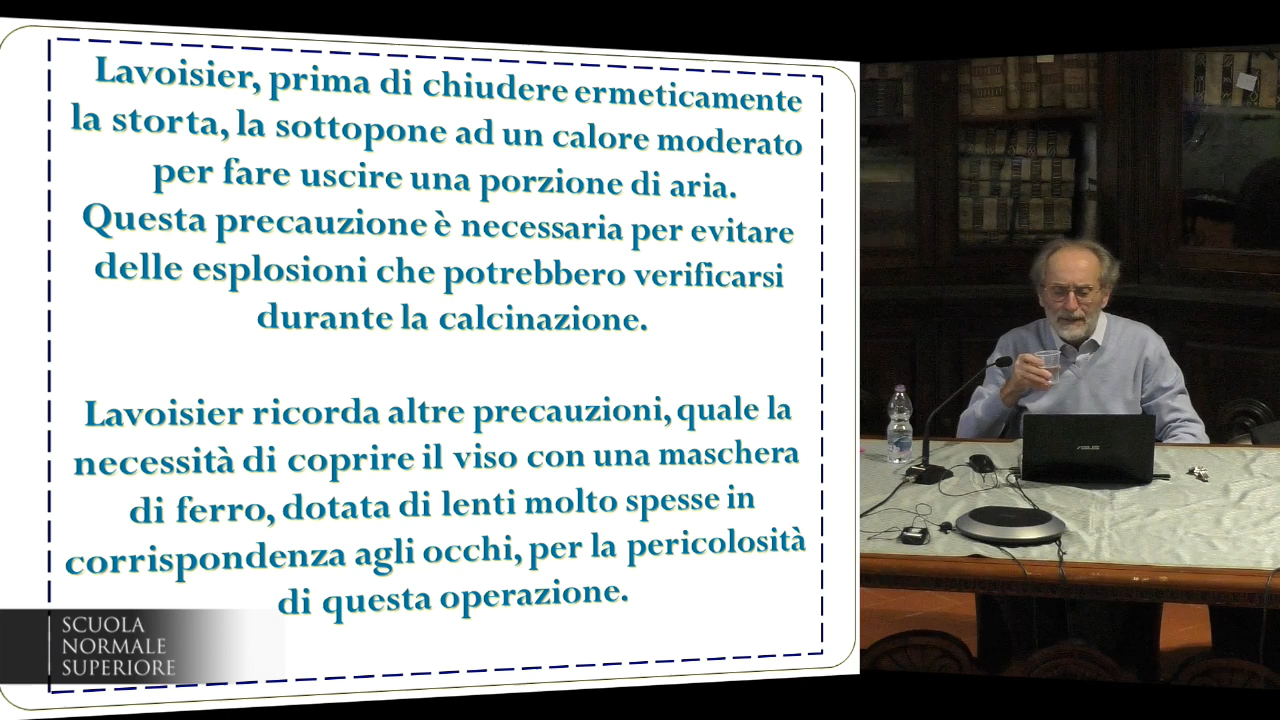 Lavoisier, prima di chiudere ermeticamente
la storta, la sottopone ad un calore moderato
per fare uscire una porzione di aria.
Questa precauzione è necessaria per evitare
delle esplosioni che potrebbero verificarsi
durante la calcinazione.
Lavoisier ricorda altre precauzioni, quale la
necessità di coprire il viso con una maschera
di ferro, dotata di lenti molto spesse in
corrispondenza agli occhi, per la pericolosità
di questa operazione.
SCUOLA
NORMALE
SUPERIORE
ASUS